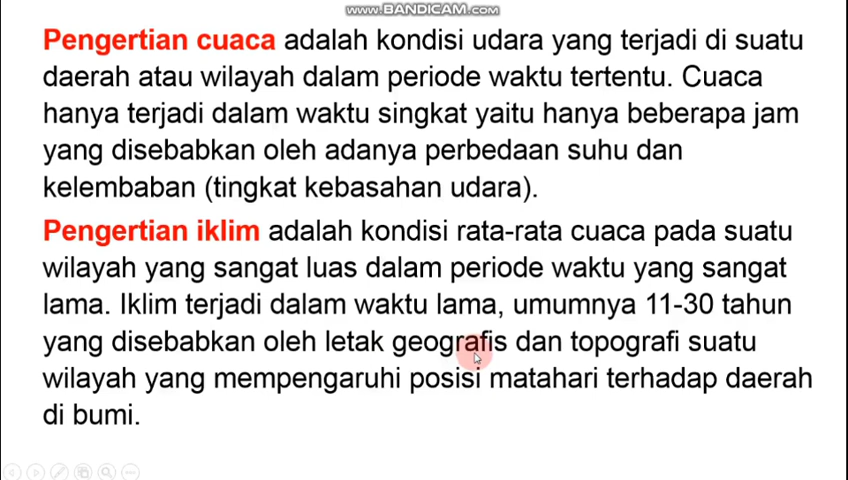 www.BANDICAM.com
Pengertian cuaca adalah kondisi udara yang terjadi di suatu
daerah atau wilayah dalam periode waktu tertentu. Cuaca
hanya terjadi dalam waktu singkat yaitu hanya beberapa jam
yang disebabkan oleh adanya perbedaan suhu dan
kelembaban (tingkat kebasahan udara).
Pengertian iklim adalah kondisi rata-rata cuaca pada suatu
wilayah yang sangat luas dalam periode waktu yang sangat
lama. Iklim terjadi dalam waktu lama, umumnya 11-30 tahun
yang disebabkan oleh letak geografis dan topografi suatu
wilayah yang mempengaruhi posisi matahari terhadap daerah
di bumi.